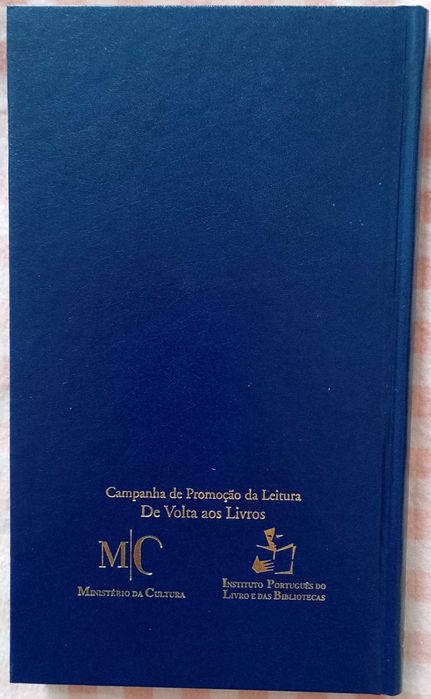 Campanha de Promoção da Leitura
De Volta aos Livros
M|C
MINISTÉRIO DA CULTURA
INSTITUTO PORTUGUÊS DO
LIVRO E DAS BIBLIOTECAS